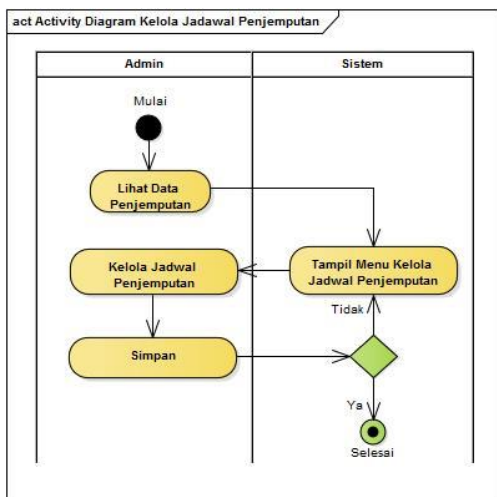 act Activity Diagram Kelola Jadawal Penjemputan
Admin
Sistem
Mulai
Lihat Data
Penjemputan
Kelola Jadwal
Penjemputan
Tampil Menu Kelola
Jadwal Penjemputan
Tidak
Simpan
Ya
Selesai